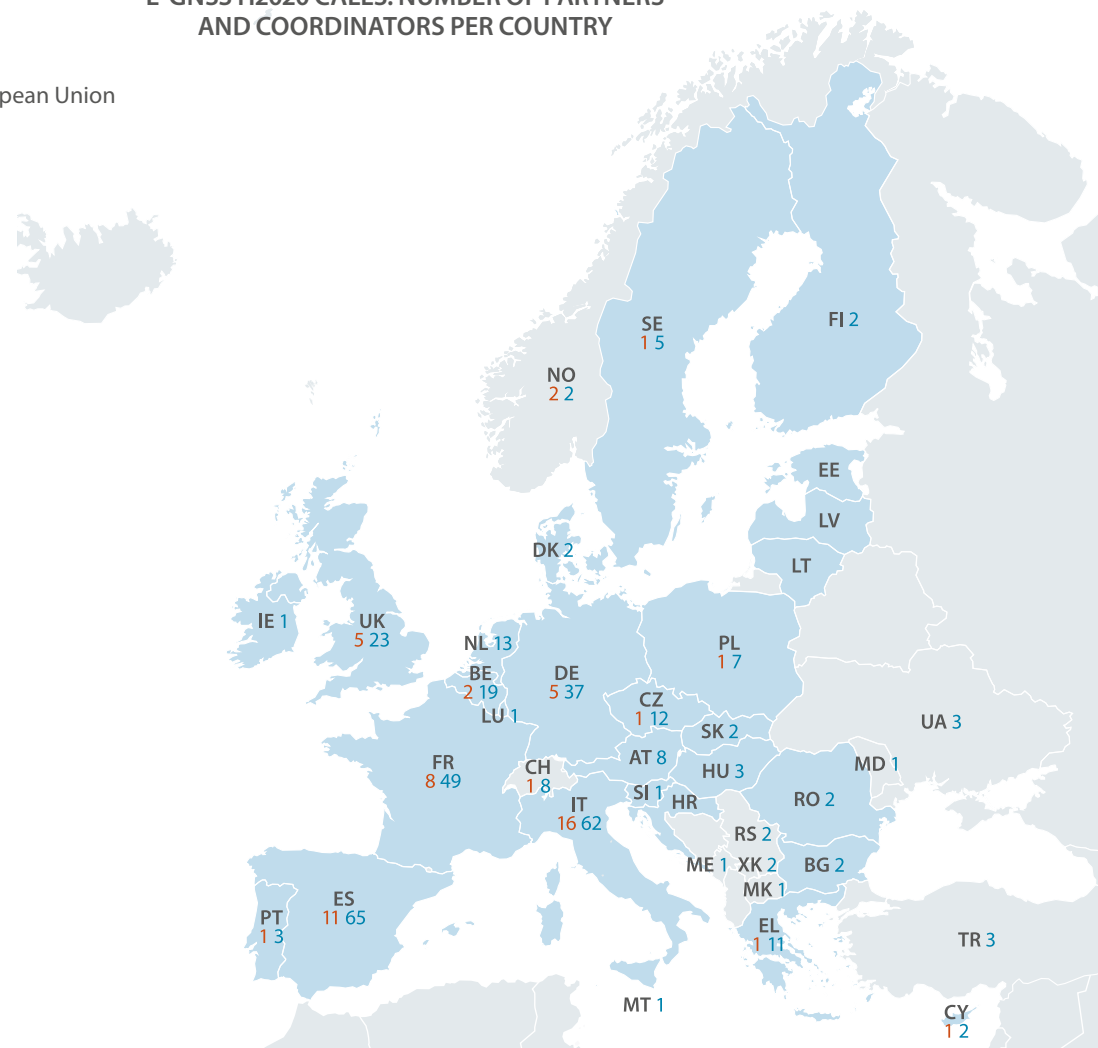 AND COORDINATORS PER COUNTRY
pean Union
SE
1 5
FI 2
NO
2 2
EE
LV
DK 2
LT
IE 1
UK
5 23
NL 13
PL
1 7
BE
2 19
DE
5 37
CZ
1 12
LU 1
UA 3
SK 2
AT 8
MD 1
FR
8 49
CH
1 8
HU 3
SI 1
HR
RO 2
IT
16 62
RS 2
ME 1
XK 2
BG 2
MK 1
ES
11 65
PT
1 3
EL
1 11
TR 3
MT 1
CY
1 2